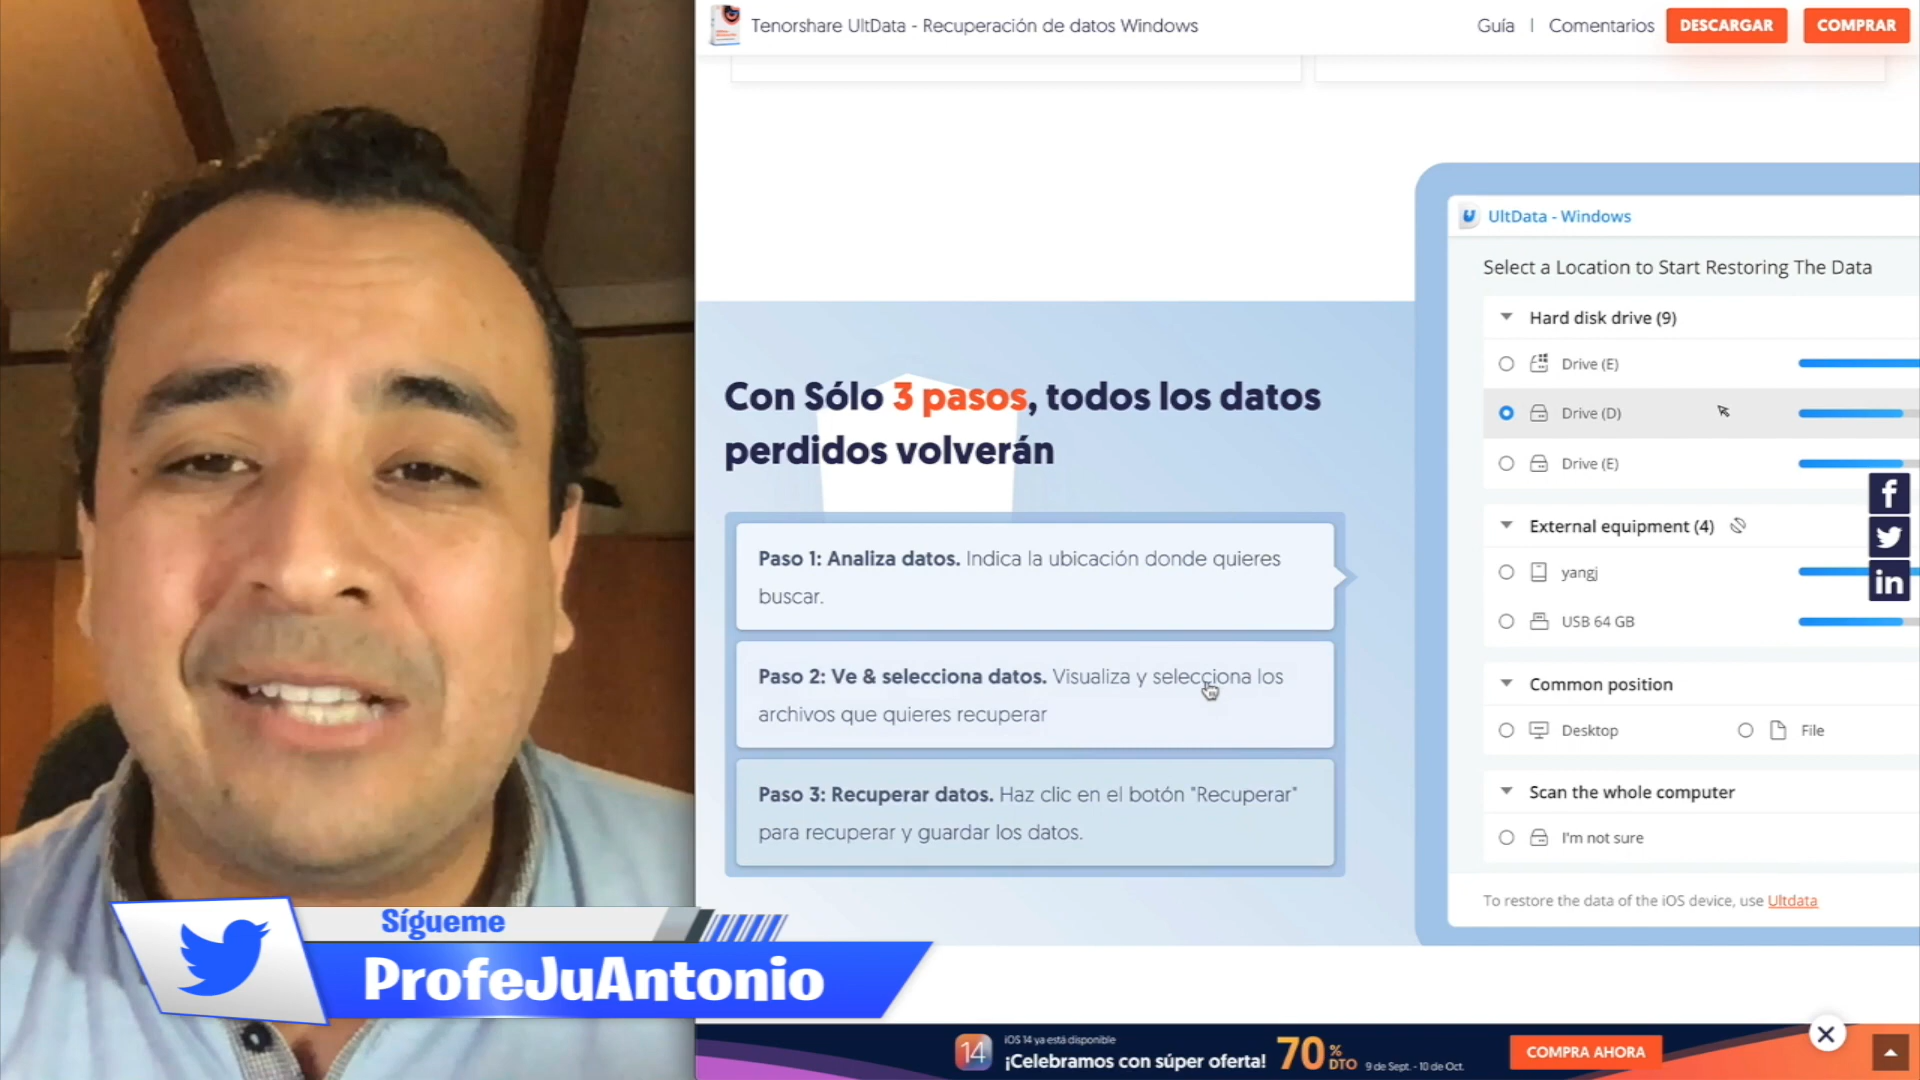 Tenorshare UltData - Recuperación de datos Windows
Guía | Comentarios
DESCARGAR
COMPRAR
UltData - Windows
Select a Location to Start Restoring The Data
Hard disk drive (9)
Drive (E)
Drive (D)
Drive (E)
External equipment (4)
yangj
USB 64 GB
Common position
Desktop
File
Scan the whole computer
I'm not sure
To restore the data of the iOS device, use Ultdata
Con Sólo 3 pasos, todos los datos
perdidos volverán
Paso 1: Analiza datos. Indica la ubicación donde quieres
buscar.
Paso 2: Ve & selecciona datos. Visualiza y selecciona los
archivos que quieres recuperar
Paso 3: Recuperar datos. Haz clic en el botón "Recuperar"
para recuperar y guardar los datos.
f
in
Sígueme
ProfeJuAntonio
14
iOS 14 ya está disponible
¡Celebramos con súper oferta!
70% DTO
9 de Sept. - 10 de Oct.
COMPRA AHORA